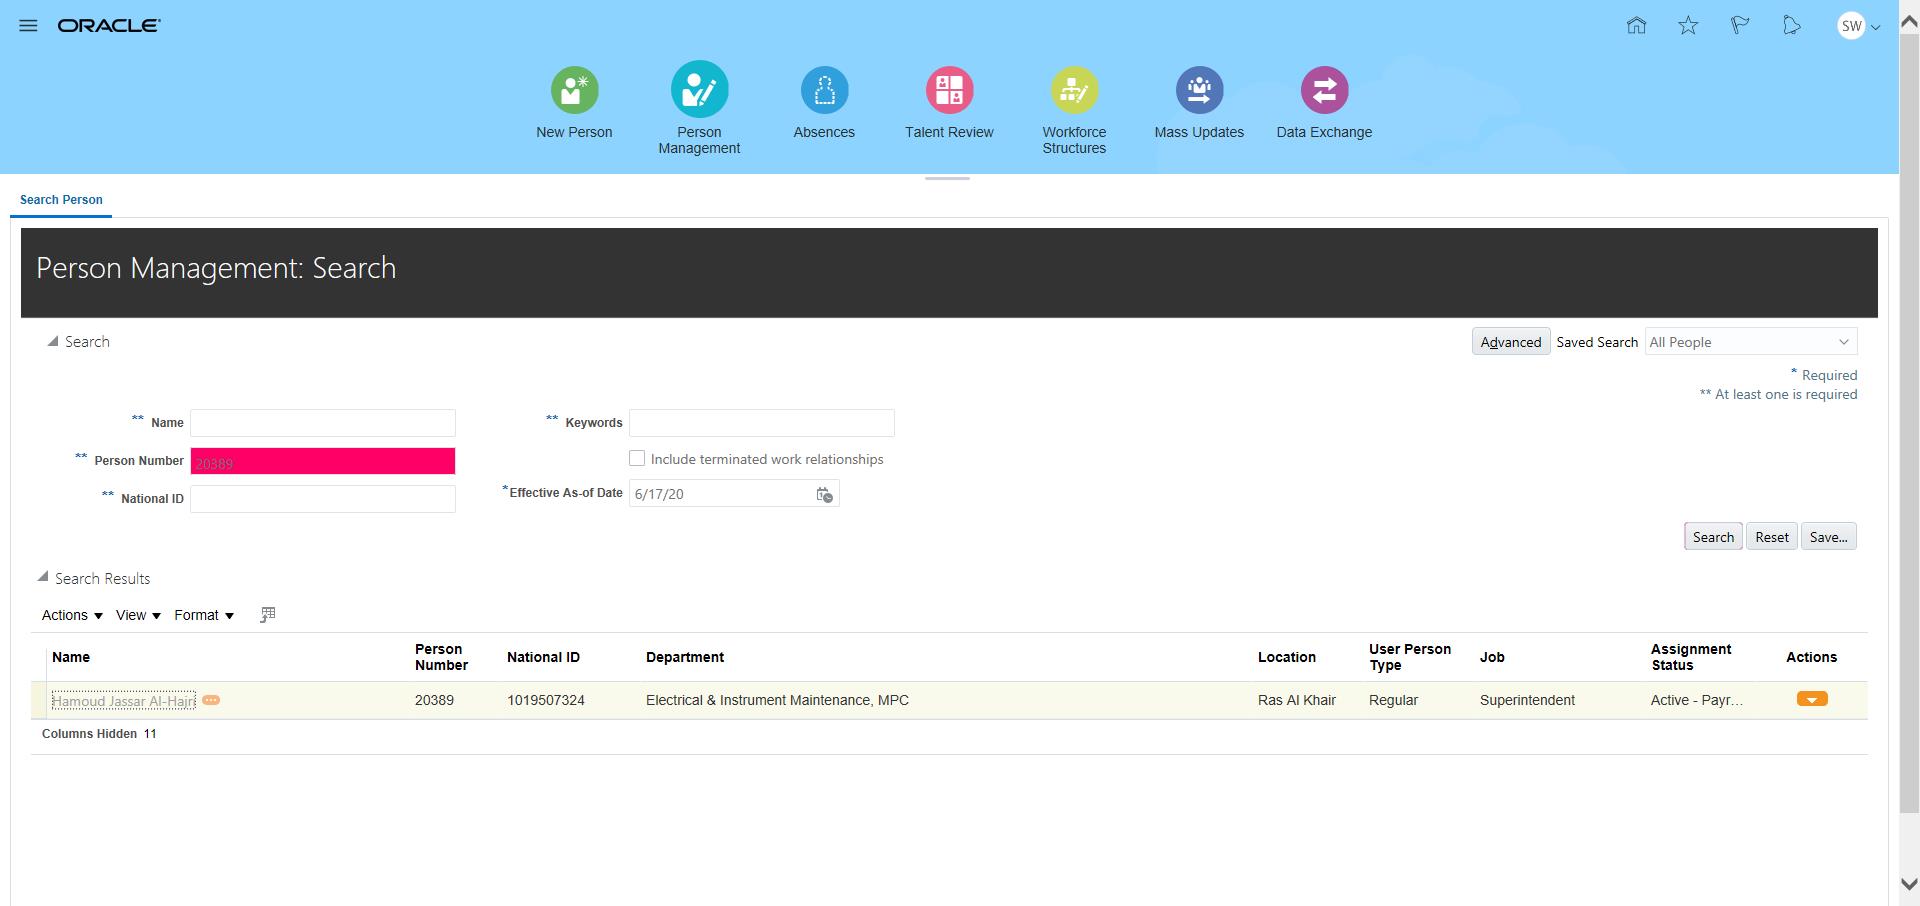 ORACLE
SW
New Person
Person Management
Absences
Talent Review
Workforce Structures
Mass Updates
Data Exchange
Search Person
Person Management: Search
Search
Advanced Saved Search All People
* Required
** At least one is required
** Name
** Keywords
** Person Number 20389
Include terminated work relationships
** National ID
*Effective As-of Date 6/17/20
Search Reset Save...
Search Results
Actions View Format
Name Person Number National ID Department Location User Person Type Job Assignment Status Actions
Hamoud Jassar Al-Hajri 20389 1019507324 Electrical & Instrument Maintenance, MPC Ras Al Khair Regular Superintendent Active - Payr...
Columns Hidden 11